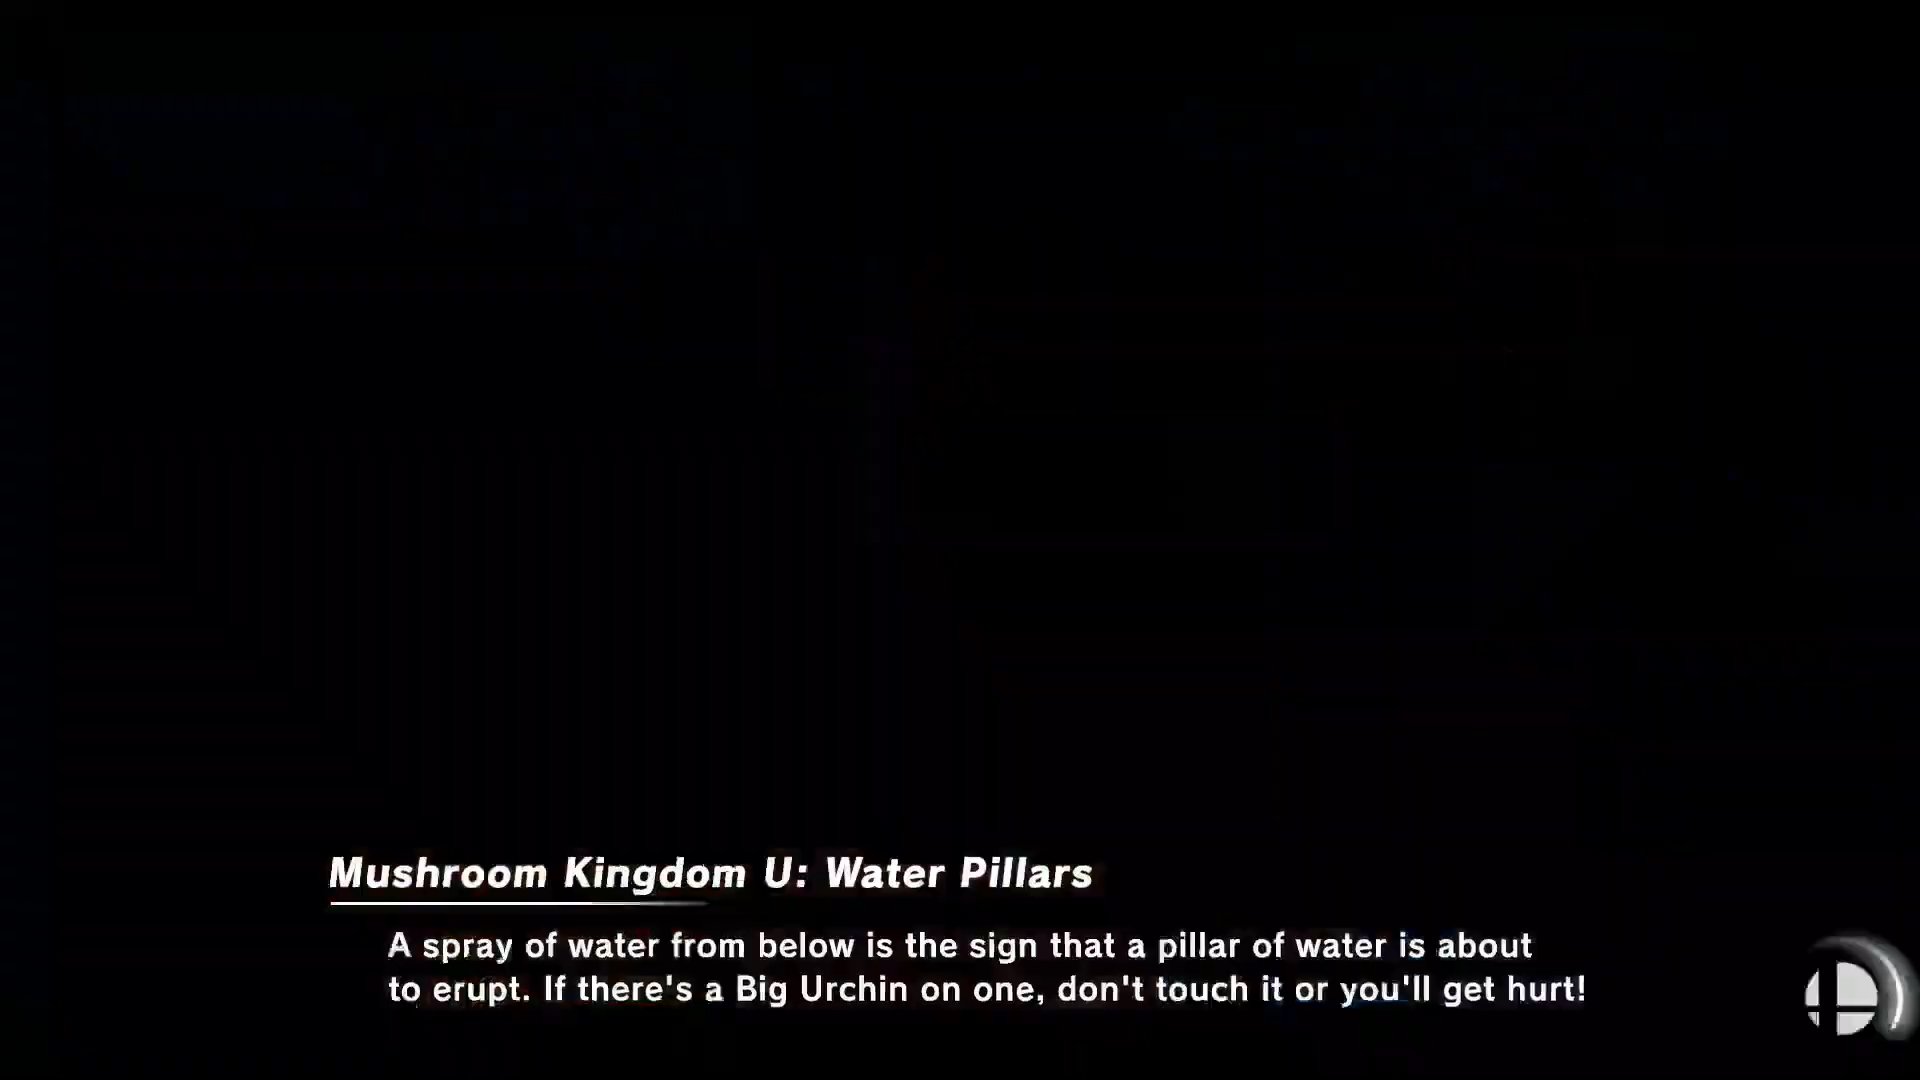 Mushroom Kingdom U: Water Pillars
A spray of water from below is the sign that a pillar of water is about
to erupt. If there's a Big Urchin on one, don't touch it or you'll get hurt!